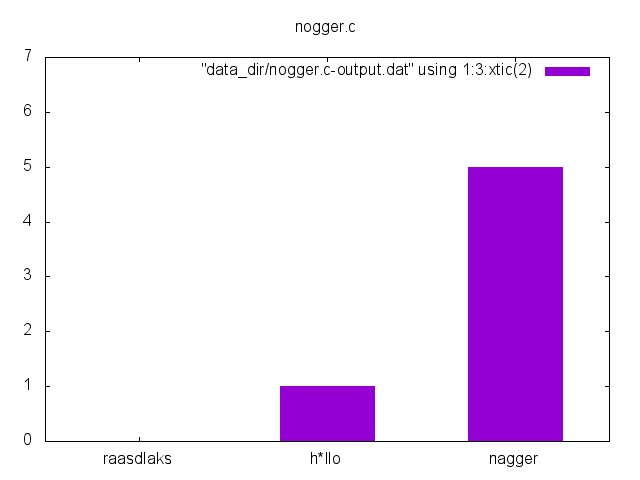 nogger.c
7
"data_dir/nogger.c-output.dat" using 1:3:xtic(2)
6
5
4
3
2
1
0
raasdlaks h*llo nagger